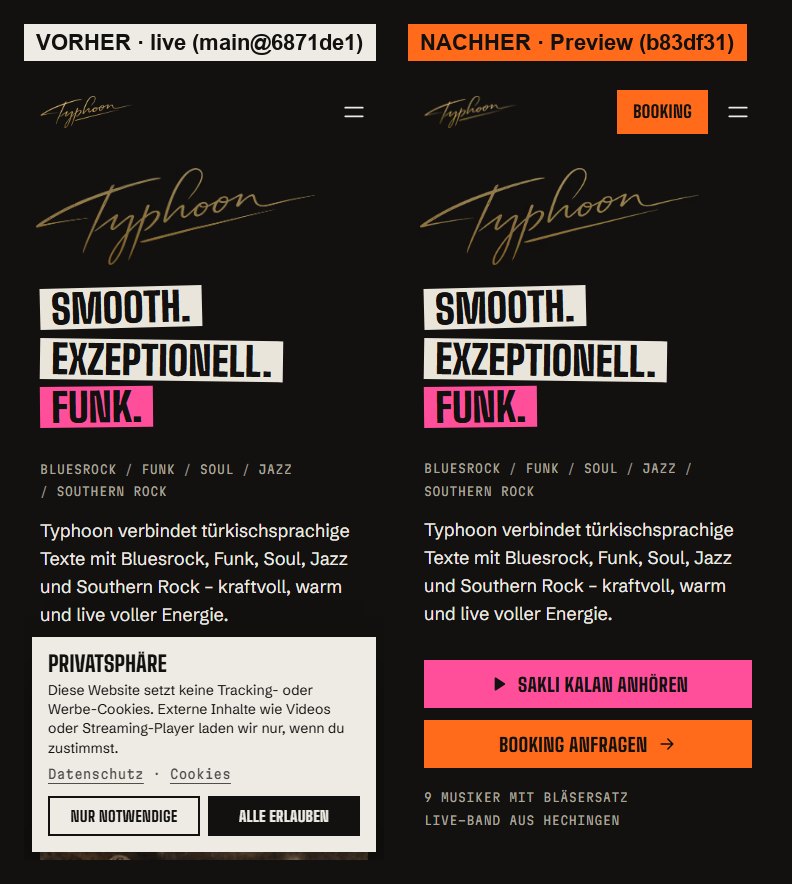 VORHER · live (main@6871de1)
Typhoon
Typhoon
SMOOTH.
EXZEPTIONELL.
FUNK.
BLUESROCK / FUNK / SOUL / JAZZ
/ SOUTHERN ROCK
Typhoon verbindet türkischsprachige
Texte mit Bluesrock, Funk, Soul, Jazz
und Southern Rock – kraftvoll, warm
und live voller Energie.
PRIVATSPHÄRE
Diese Website setzt keine Tracking- oder
Werbe-Cookies. Externe Inhalte wie Videos
oder Streaming-Player laden wir nur, wenn du
zustimmst.
Datenschutz · Cookies
NUR NOTWENDIGE
ALLE ERLAUBEN
NACHHER · Preview (b83df31)
Typhoon
BOOKING
Typhoon
SMOOTH.
EXZEPTIONELL.
FUNK.
BLUESROCK / FUNK / SOUL / JAZZ /
SOUTHERN ROCK
Typhoon verbindet türkischsprachige
Texte mit Bluesrock, Funk, Soul, Jazz
und Southern Rock – kraftvoll, warm
und live voller Energie.
SAKLI KALAN ANHÖREN
BOOKING ANFRAGEN →
9 MUSIKER MIT BLÄSERSATZ
LIVE-BAND AUS HECHINGEN